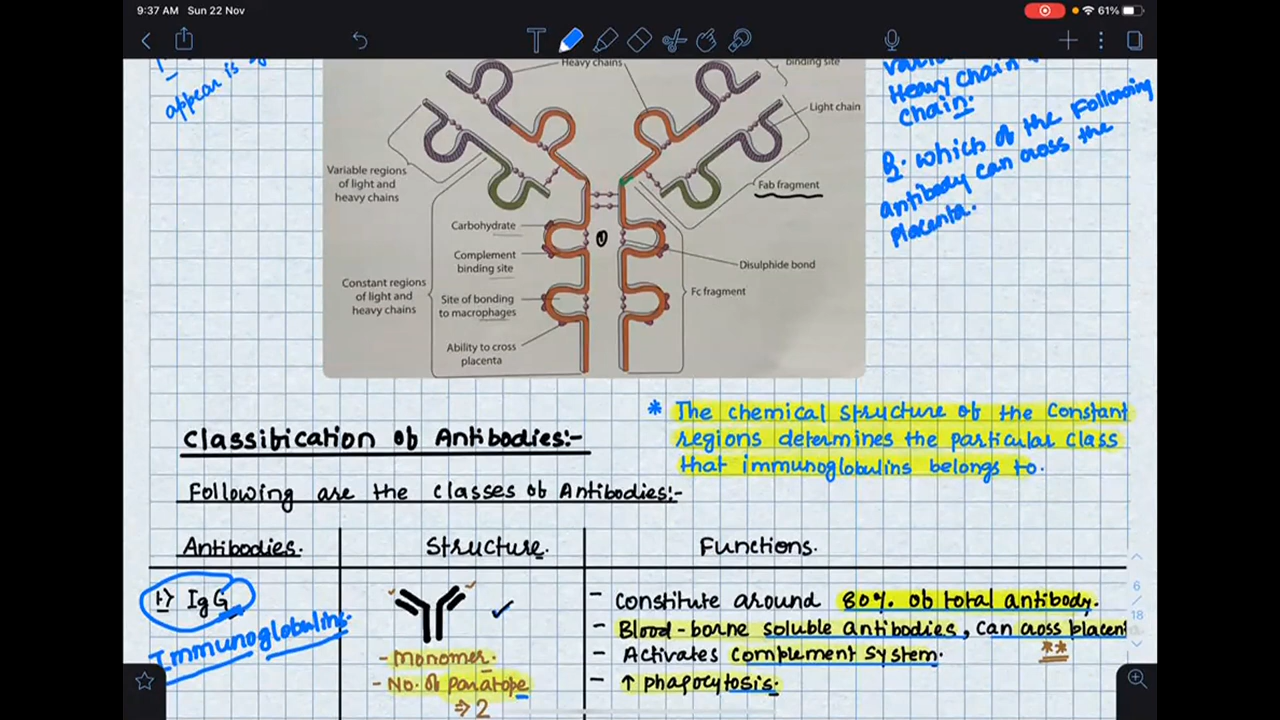 9:37 AM Sun 22 Nov
61%
appear is
Heavy chains
binding site
Light chain
Variable regions
of light and
heavy chains
Fab fragment
Carbohydrate
Complement
binding site
Disulphide bond
Constant regions
of light and
heavy chains
Fc fragment
Site of bonding
to macrophages
Ability to cross
placenta
Heavy chain
chain.
Q. which of the Following
antibody can cross the
placenta.
* The chemical structure of the constant
regions determines the particular class
that immunoglobulins belongs to.
Classification of Antibodies:-
Following are the classes of Antibodies:-
Antibodies.
Structure.
Functions.
1) IgG
Immunoglobulins.
- Monomer.
- No. of paratope
⇒ 2
- Constitute around 80% of total antibody.
- Blood-borne soluble antibodies, can cross placent
- Activates complement system.
**
- ↑ phagocytosis.
6
18